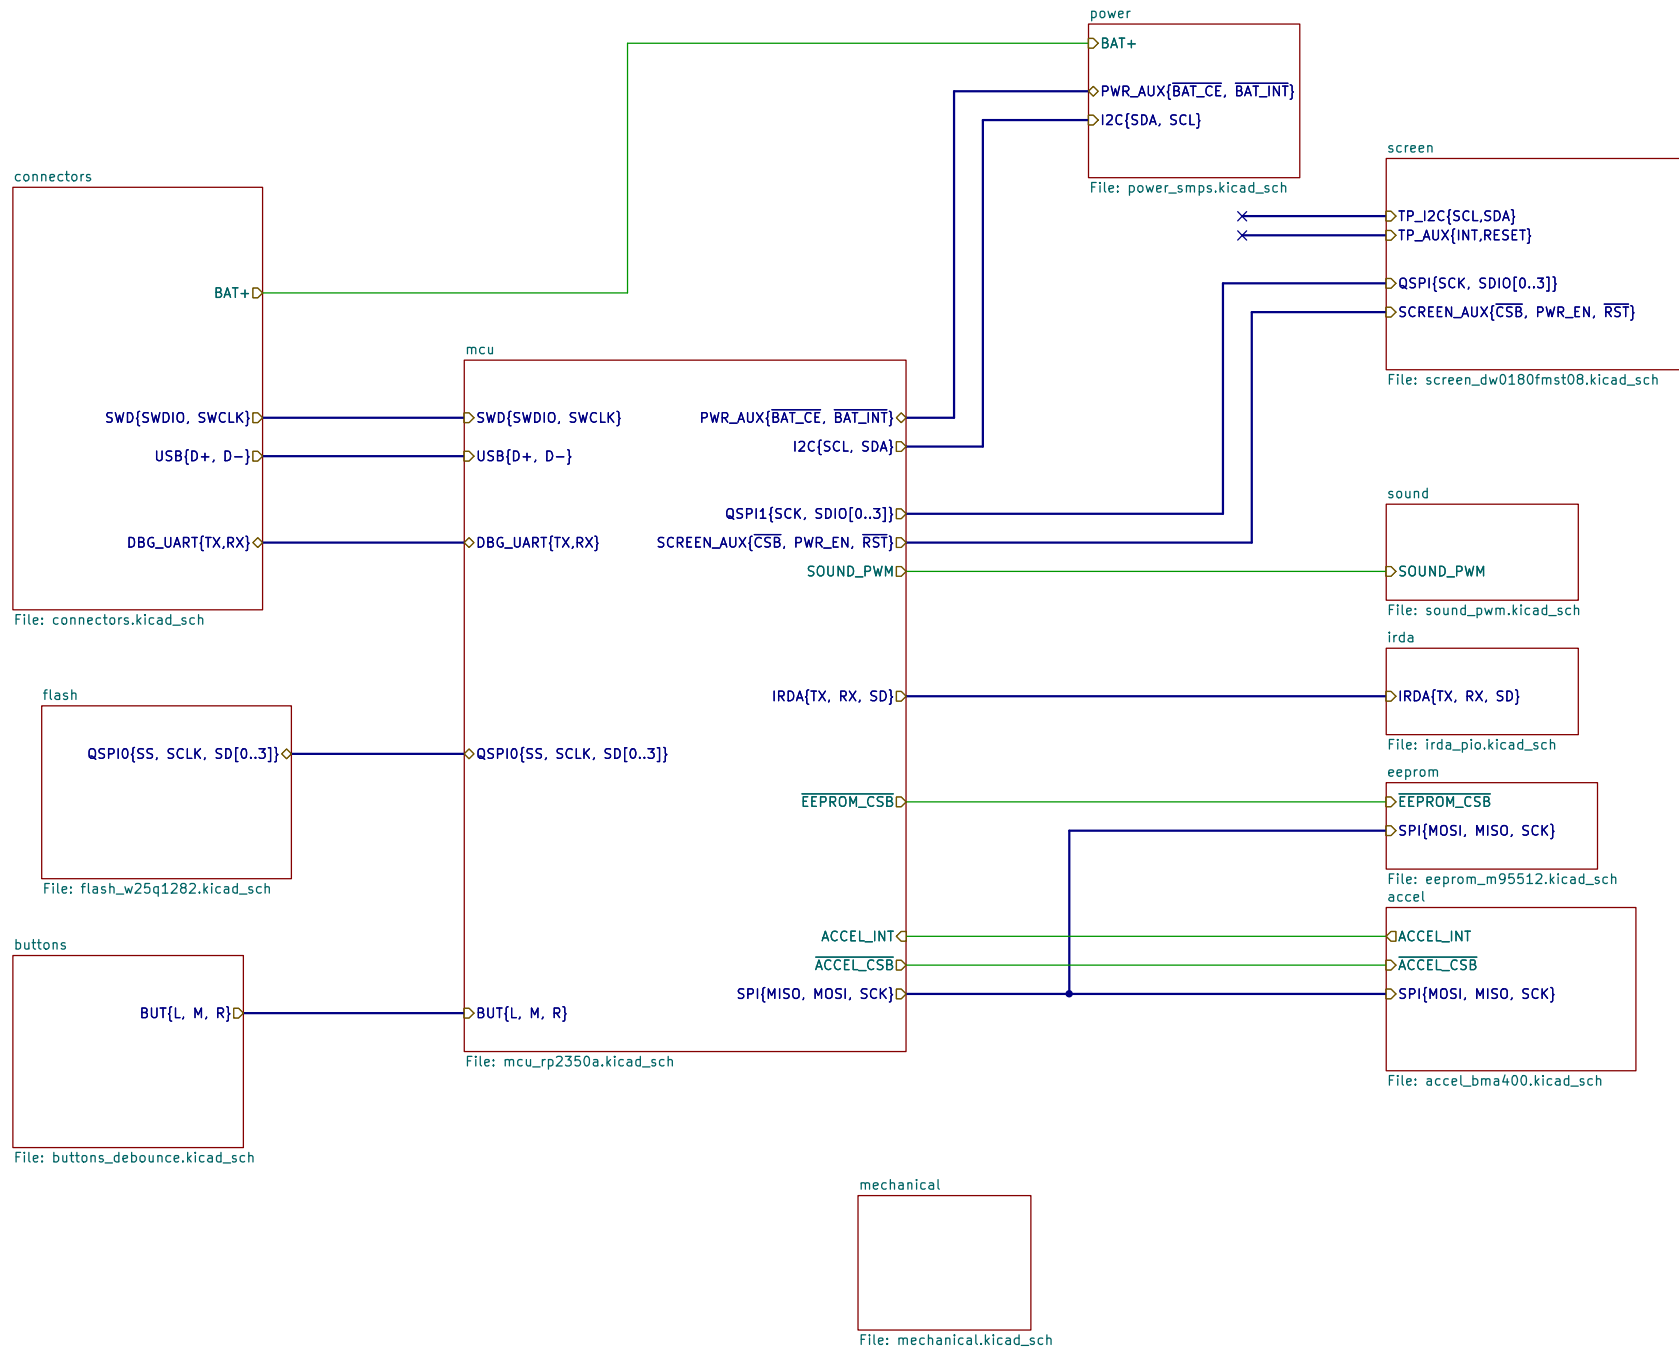 power
BAT+
PWR_AUX{BAT_CE, BAT_INT}
I2C{SDA, SCL}
File: power_smps.kicad_sch
screen
TP_I2C{SCL,SDA}
TP_AUX{INT,RESET}
QSPI{SCK, SDIO[0..3]}
SCREEN_AUX{CSB, PWR_EN, RST}
File: screen_dw0180fmst08.kicad_sch
connectors
BAT+
SWD{SWDIO, SWCLK}
USB{D+, D-}
DBG_UART{TX,RX}
File: connectors.kicad_sch
mcu
SWD{SWDIO, SWCLK}
USB{D+, D-}
DBG_UART{TX,RX}
QSPI0{SS, SCLK, SD[0..3]}
BUT{L, M, R}
PWR_AUX{BAT_CE, BAT_INT}
I2C{SCL, SDA}
QSPI1{SCK, SDIO[0..3]}
SCREEN_AUX{CSB, PWR_EN, RST}
SOUND_PWM
IRDA{TX, RX, SD}
EEPROM_CSB
ACCEL_INT
ACCEL_CSB
SPI{MISO, MOSI, SCK}
File: mcu_rp2350a.kicad_sch
sound
SOUND_PWM
File: sound_pwm.kicad_sch
irda
IRDA{TX, RX, SD}
File: irda_pio.kicad_sch
flash
QSPI0{SS, SCLK, SD[0..3]}
File: flash_w25q1282.kicad_sch
eeprom
EEPROM_CSB
SPI{MOSI, MISO, SCK}
File: eeprom_m95512.kicad_sch
accel
ACCEL_INT
ACCEL_CSB
SPI{MOSI, MISO, SCK}
File: accel_bma400.kicad_sch
buttons
BUT{L, M, R}
File: buttons_debounce.kicad_sch
mechanical
File: mechanical.kicad_sch